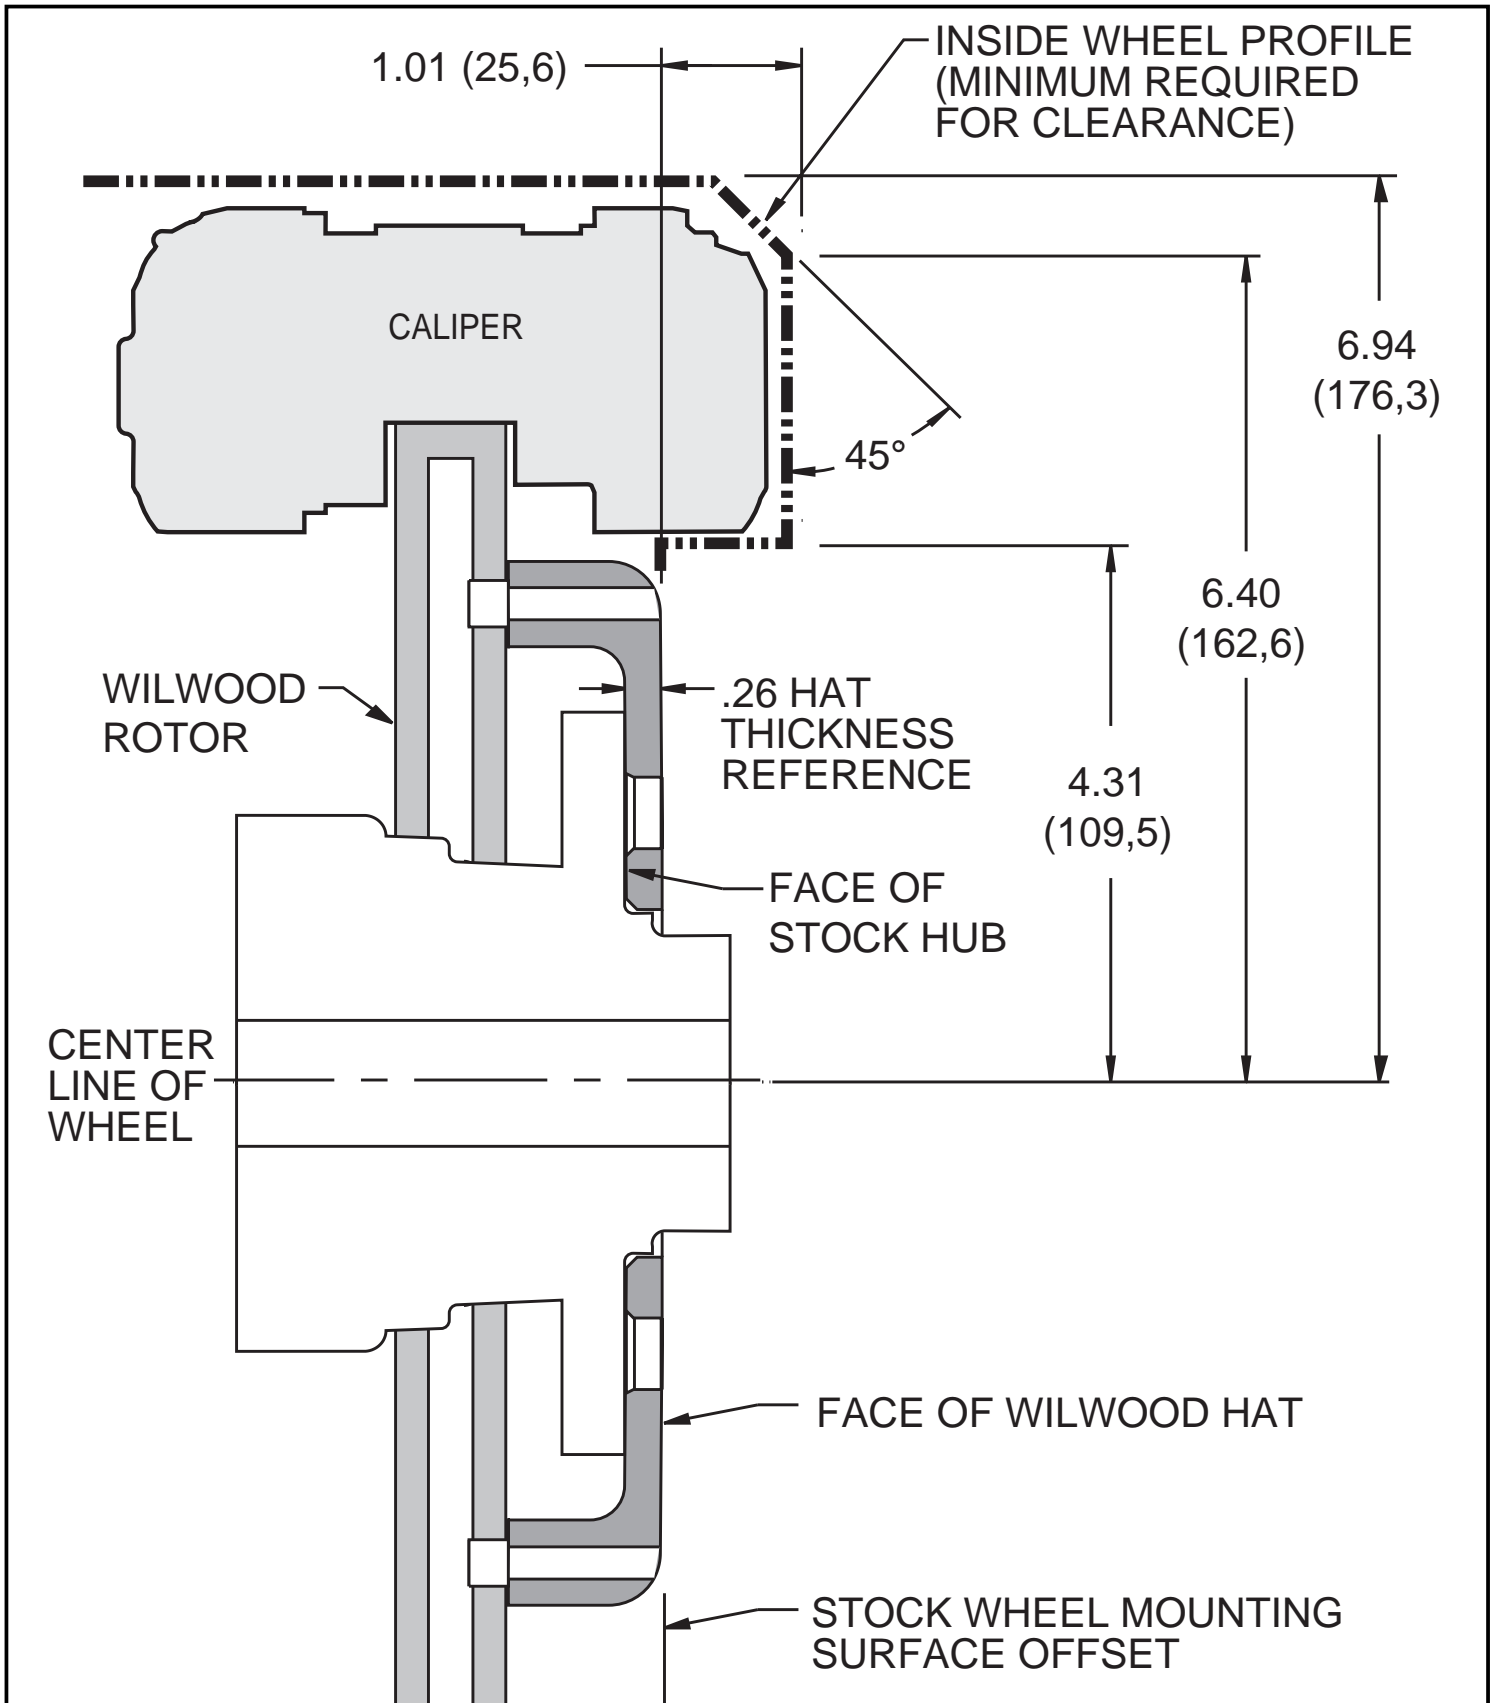 1.01 (25,6)
INSIDE WHEEL PROFILE
(MINIMUM REQUIRED
FOR CLEARANCE)
CALIPER
6.94
(176,3)
45°
6.40
(162,6)
WILWOOD
ROTOR
.26 HAT
THICKNESS
REFERENCE
4.31
(109,5)
FACE OF
STOCK HUB
CENTER
LINE OF
WHEEL
FACE OF WILWOOD HAT
STOCK WHEEL MOUNTING
SURFACE OFFSET